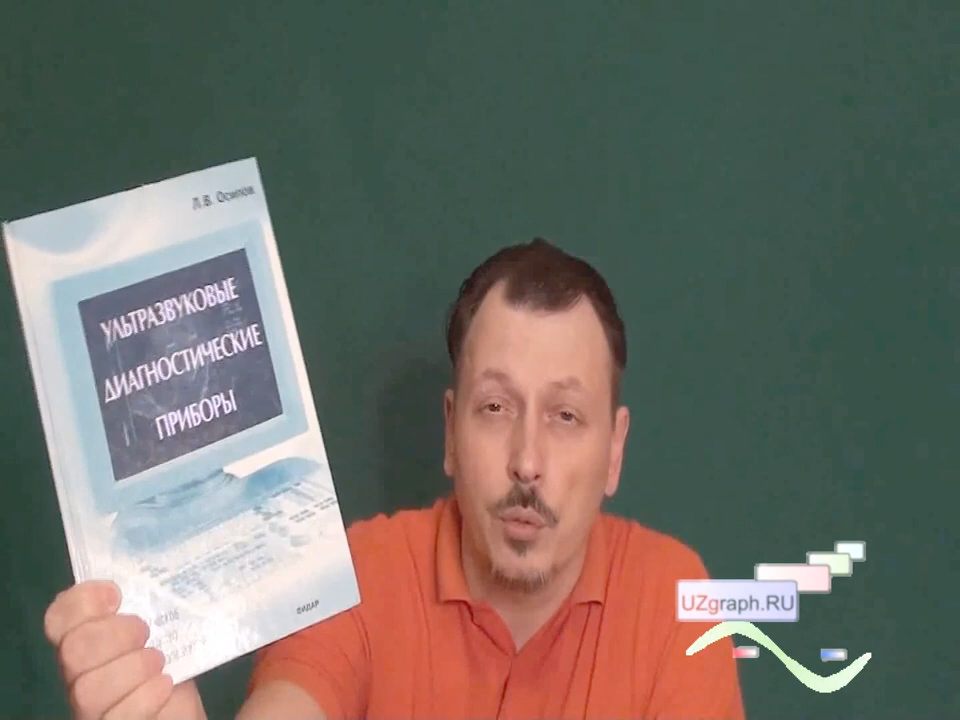 Л.В. Осипов
УЛЬТРАЗВУКОВЫЕ
ДИАГНОСТИЧЕСКИЕ
ПРИБОРЫ
ВИДАР
UZgraph.RU